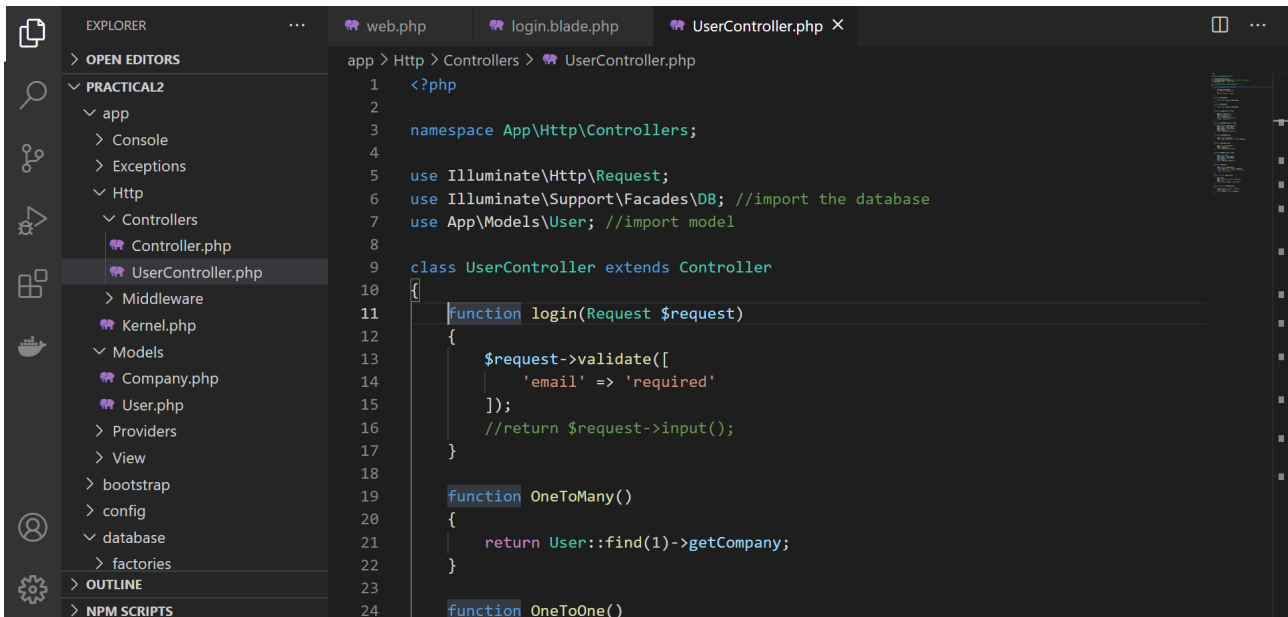 EXPLORER
OPEN EDITORS
PRACTICAL2
app
Console
Exceptions
Http
Controllers
Controller.php
UserController.php
Middleware
Kernel.php
Models
Company.php
User.php
Providers
View
bootstrap
config
database
factories
OUTLINE
NPM SCRIPTS
web.php login.blade.php UserController.php
app > Http > Controllers > UserController.php
1 <?php
2
3 namespace App\Http\Controllers;
4
5 use Illuminate\Http\Request;
6 use Illuminate\Support\Facades\DB; //import the database
7 use App\Models\User; //import model
8
9 class UserController extends Controller
10 {
11 function login(Request $request)
12 {
13 $request->validate([
14 'email' => 'required'
15 ]);
16 //return $request->input();
17 }
18
19 function OneToMany()
20 {
21 return User::find(1)->getCompany;
22 }
23
24 function OneToOne()